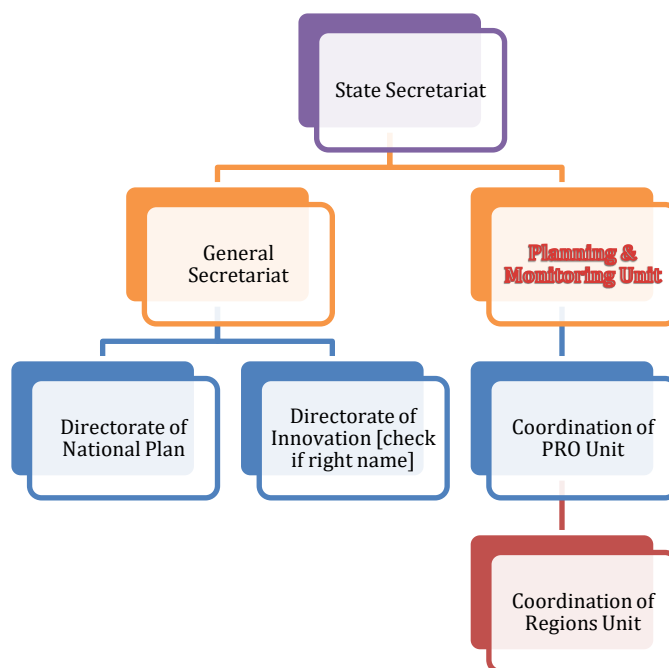 State Secretariat
General
Secretariat
Planning &
Monitoring Unit
Directorate of
National Plan
Directorate of
Innovation [check
if right name]
Coordination of
PRO Unit
Coordination of
Regions Unit